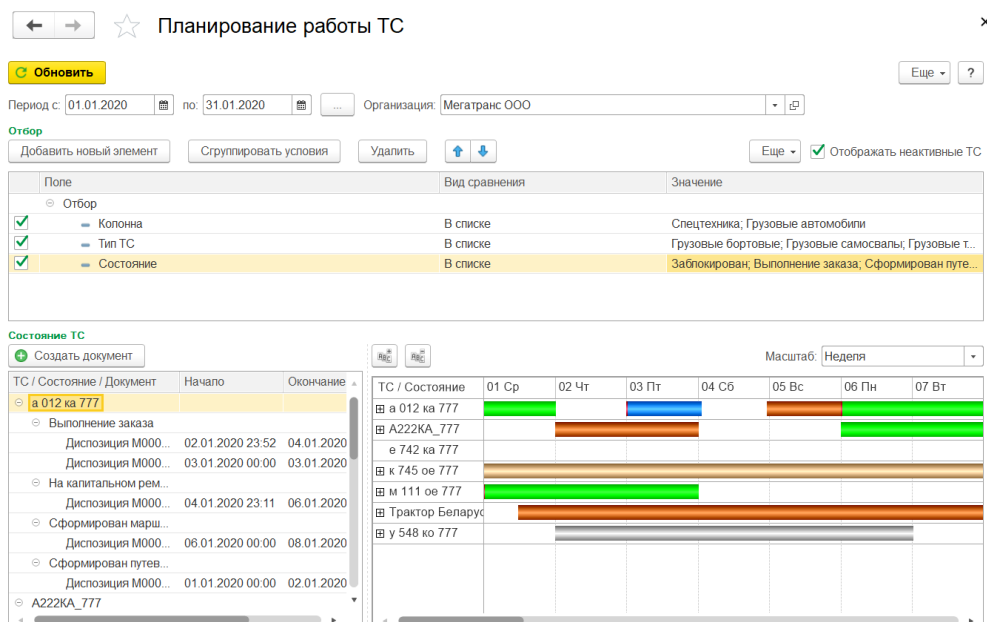 Планирование работы ТС
Обновить
Еще
?
Период с: 01.01.2020 по: 31.01.2020 ... Организация: Мегатранс ООО
Отбор
Добавить новый элемент Сгруппировать условия Удалить Еще Отображать неактивные ТС
Поле Вид сравнения Значение
Отбор
Колонна В списке Спецтехника; Грузовые автомобили
Тип ТС В списке Грузовые бортовые; Грузовые самосвалы; Грузовые т...
Состояние В списке Заблокирован; Выполнение заказа; Сформирован путе...
Состояние ТС
Создать документ
Масштаб: Неделя
ТС / Состояние / Документ Начало Окончание
а 012 ка 777
Выполнение заказа
Диспозиция М000... 02.01.2020 23:52 04.01.2020
Диспозиция М000... 03.01.2020 00:00 03.01.2020
На капитальном рем...
Диспозиция М000... 04.01.2020 23:11 06.01.2020
Сформирован марш...
Диспозиция М000... 06.01.2020 00:00 08.01.2020
Сформирован путев...
Диспозиция М000... 01.01.2020 00:00 02.01.2020
А222КА_777
ТС / Состояние 01 Ср 02 Чт 03 Пт 04 Сб 05 Вс 06 Пн 07 Вт
а 012 ка 777
А222КА_777
е 742 ка 777
к 745 ое 777
м 111 ое 777
Трактор Беларус
у 548 ко 777